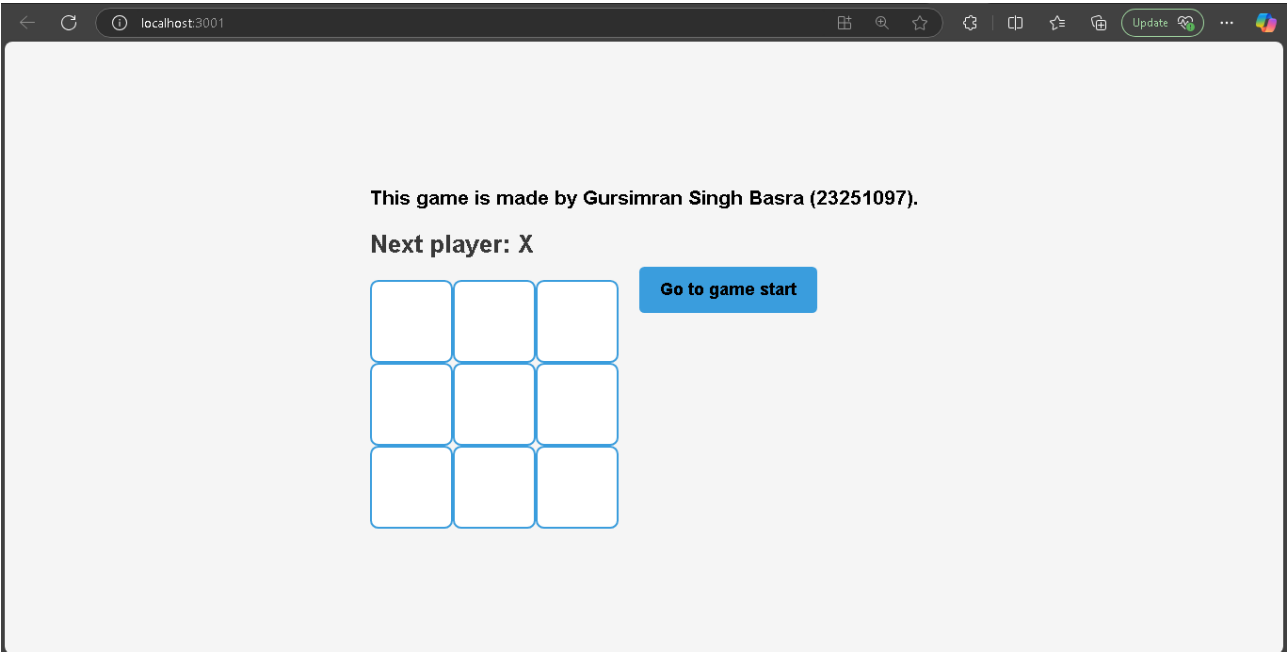 localhost:3001
Update
This game is made by Gursimran Singh Basra (23251097).
Next player: X
Go to game start